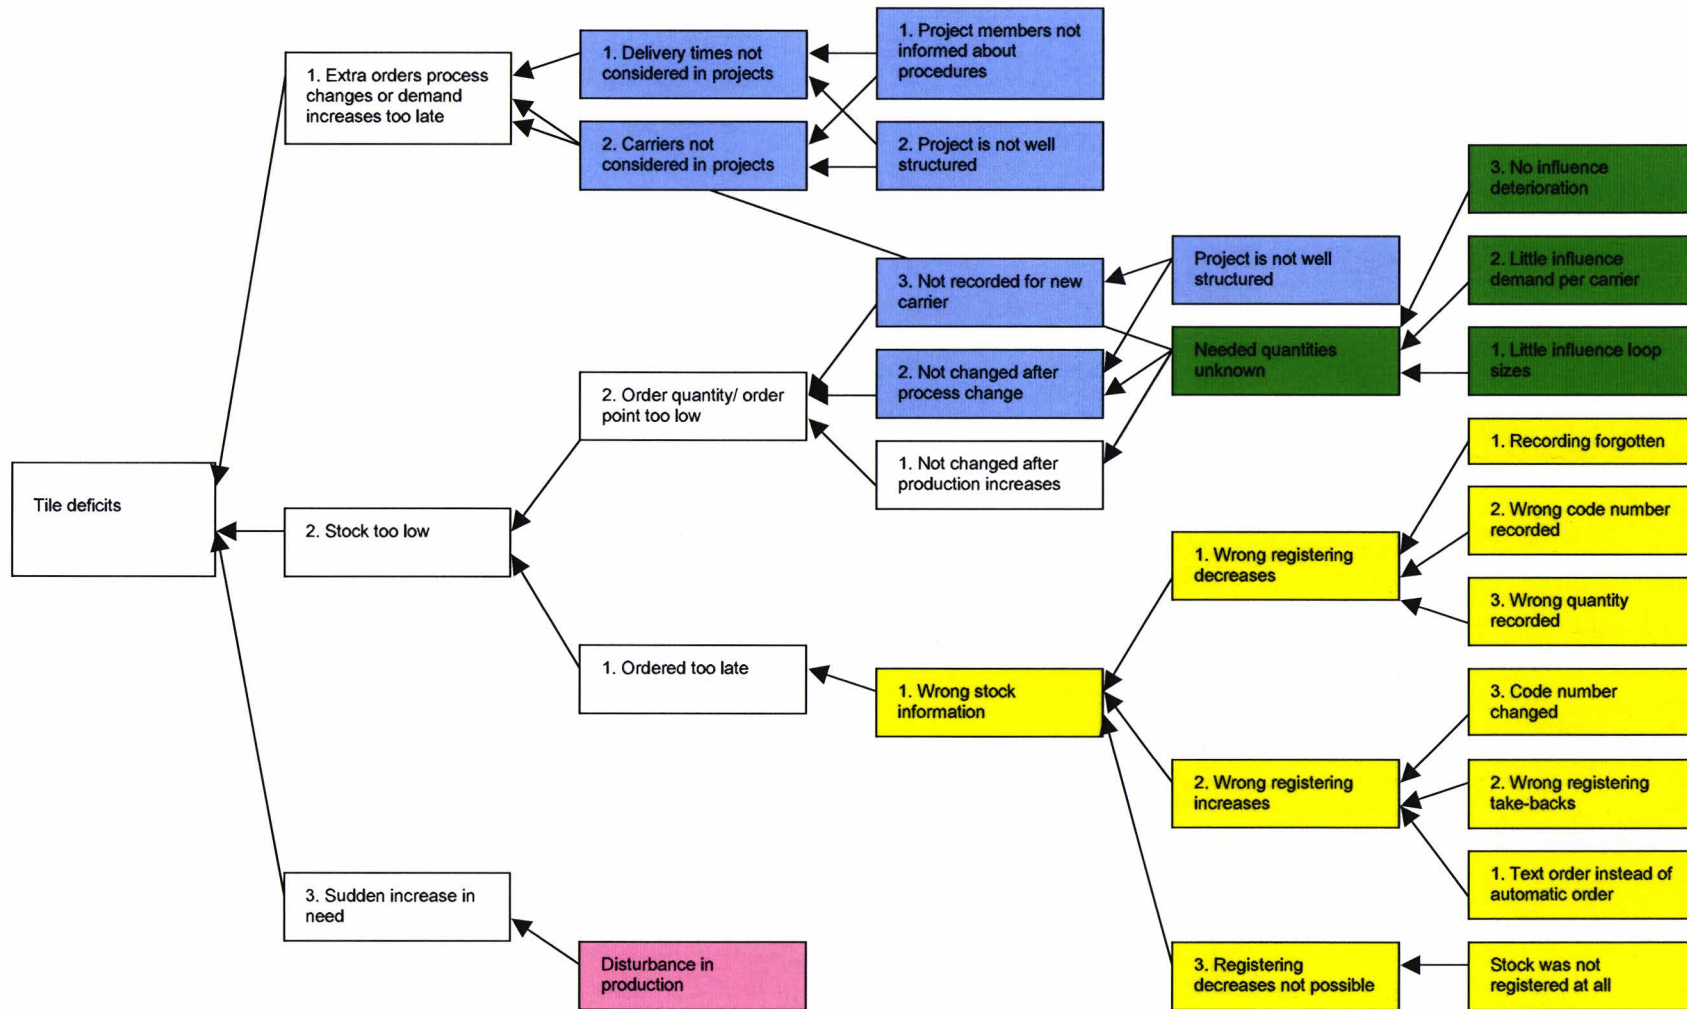 Tile deficits
1. Extra orders process
changes or demand
increases too late
2. Stock too low
3. Sudden increase in
need
1. Delivery times not
considered in projects
2. Carriers not
considered in projects
2. Order quantity/ order
point too low
1. Ordered too late
Disturbance in
production
1. Project members not
informed about
procedures
2. Project is not well
structured
3. Not recorded for new
carrier
2. Not changed after
process change
1. Not changed after
production increases
1. Wrong stock
information
Project is not well
structured
Needed quantities
unknown
1. Wrong registering
decreases
2. Wrong registering
increases
3. Registering
decreases not possible
3. No influence
deterioration
2. Little influence
demand per carrier
1. Little influence loop
sizes
1. Recording forgotten
2. Wrong code number
recorded
3. Wrong quantity
recorded
3. Code number
changed
2. Wrong registering
take-backs
1. Text order instead of
automatic order
Stock was not
registered at all